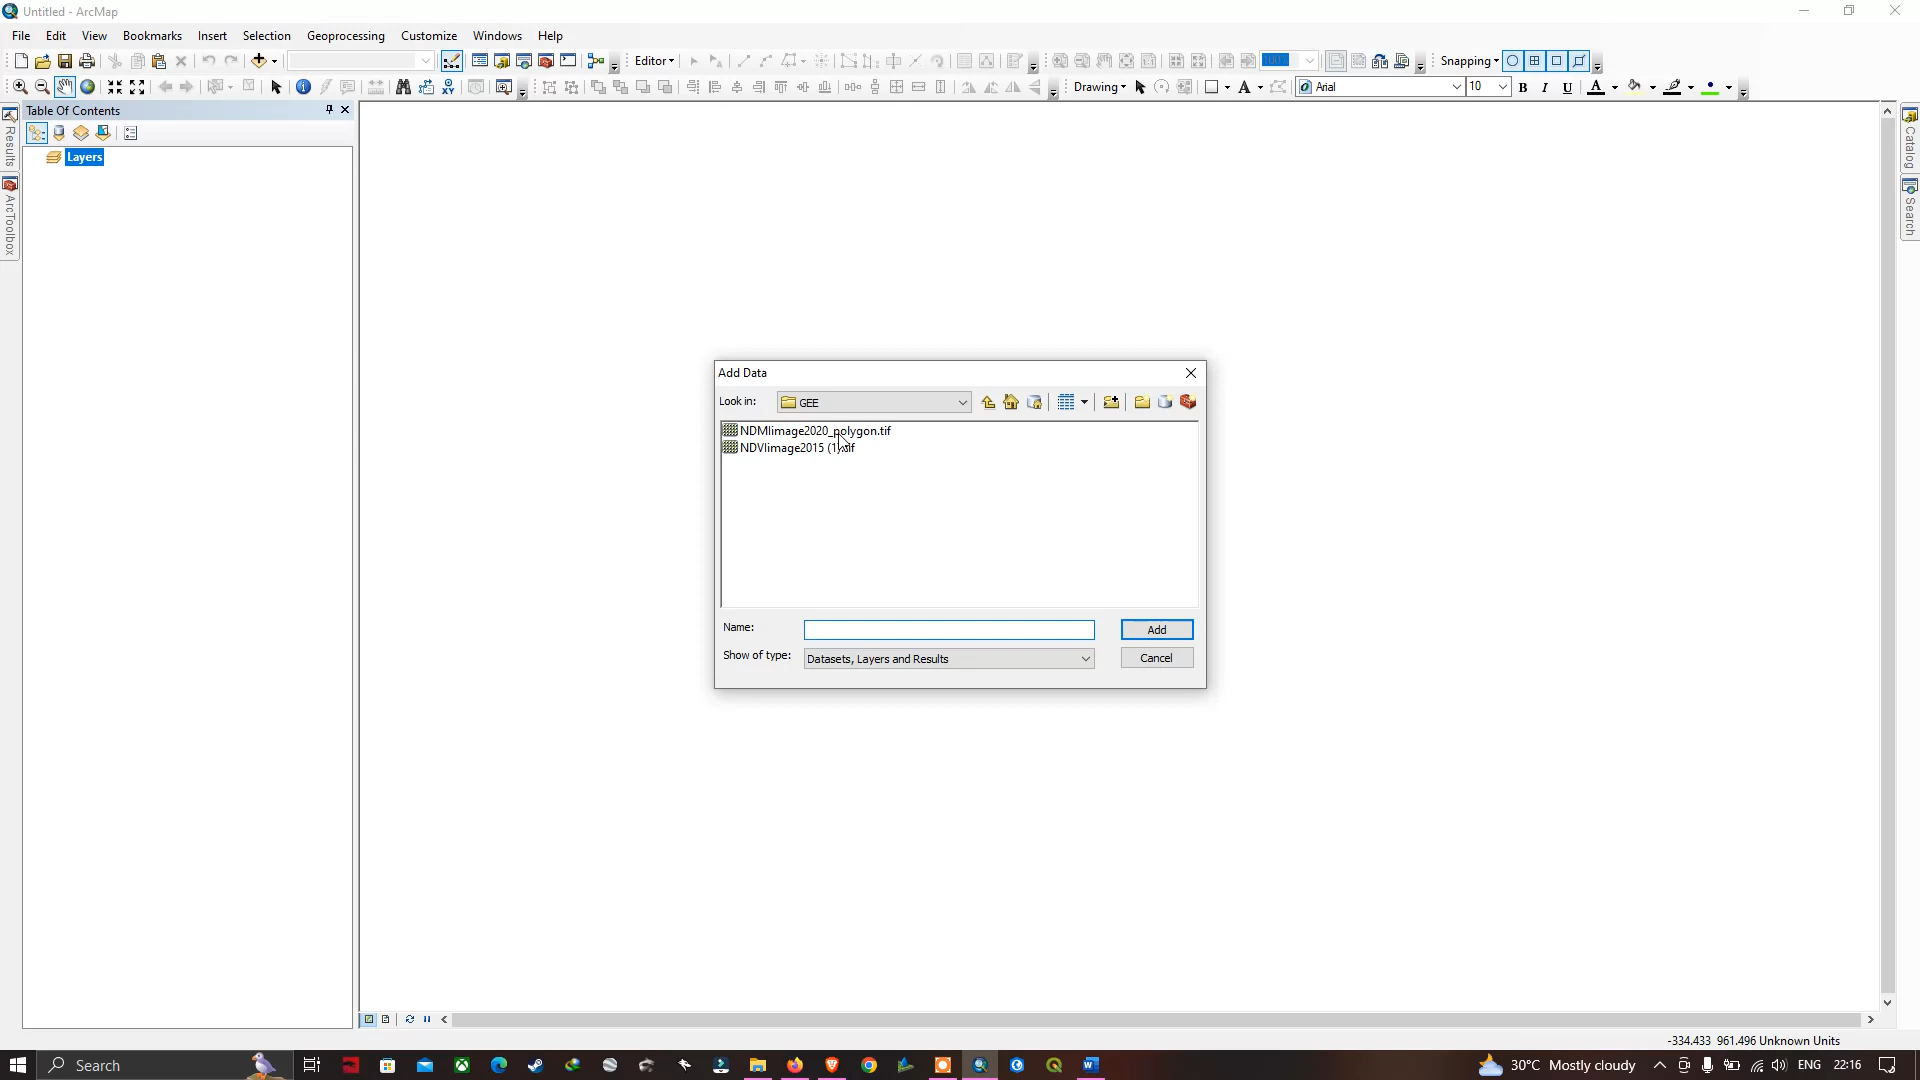 Untitled - ArcMap
File Edit View Bookmarks Insert Selection Geoprocessing Customize Windows Help
Editor
100%
Snapping
Drawing
Arial
10
B I U A
Table Of Contents
Layers
Results
ArcToolbox
Catalog
Search
Add Data
Look in: GEE
NDMIimage2020_polygon.tif
NDVIimage2015 (1).tif
Name:
Add
Show of type: Datasets, Layers and Results
Cancel
-334.433 961.496 Unknown Units
Search
30°C Mostly cloudy
ENG 22:16